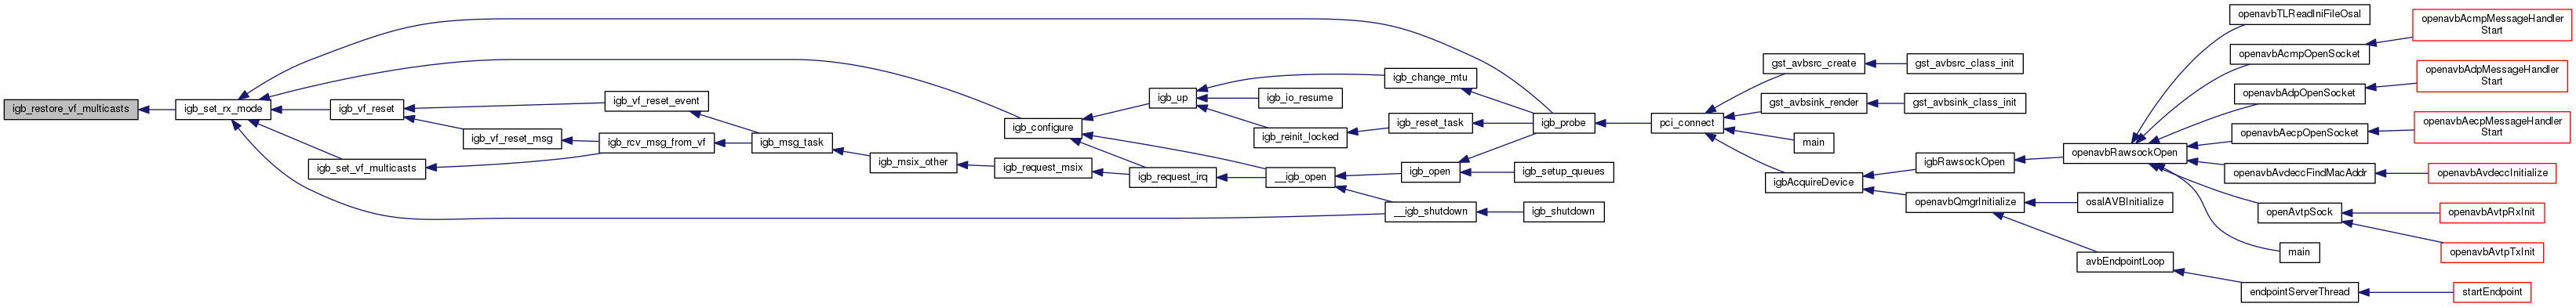 igb_restore_vf_multicasts
igb_set_rx_mode
igb_vf_reset
igb_set_vf_multicasts
igb_vf_reset_event
igb_vf_reset_msg
igb_rcv_msg_from_vf
igb_msg_task
igb_msix_other
igb_request_msix
igb_configure
igb_request_irq
igb_up
igb_reinit_locked
__igb_open
__igb_shutdown
igb_change_mtu
igb_io_resume
igb_reset_task
igb_open
igb_shutdown
igb_probe
igb_setup_queues
pci_connect
gst_avbsrc_create
gst_avbsink_render
main
igbAcquireDevice
gst_avbsrc_class_init
gst_avbsink_class_init
igbRawsockOpen
openavbQmgrInitialize
openavbRawsockOpen
osalAVBInitialize
avbEndpointLoop
openavbTLReadIniFileOsal
openavbAcmpOpenSocket
openavbAdpOpenSocket
openavbAecpOpenSocket
openavbAvdeccFindMacAddr
openAvtpSock
main
endpointServerThread
openavbAcmpMessageHandler
Start
openavbAdpMessageHandler
Start
openavbAecpMessageHandler
Start
openavbAvdeccInitialize
openavbAvtpRxInit
openavbAvtpTxInit
startEndpoint